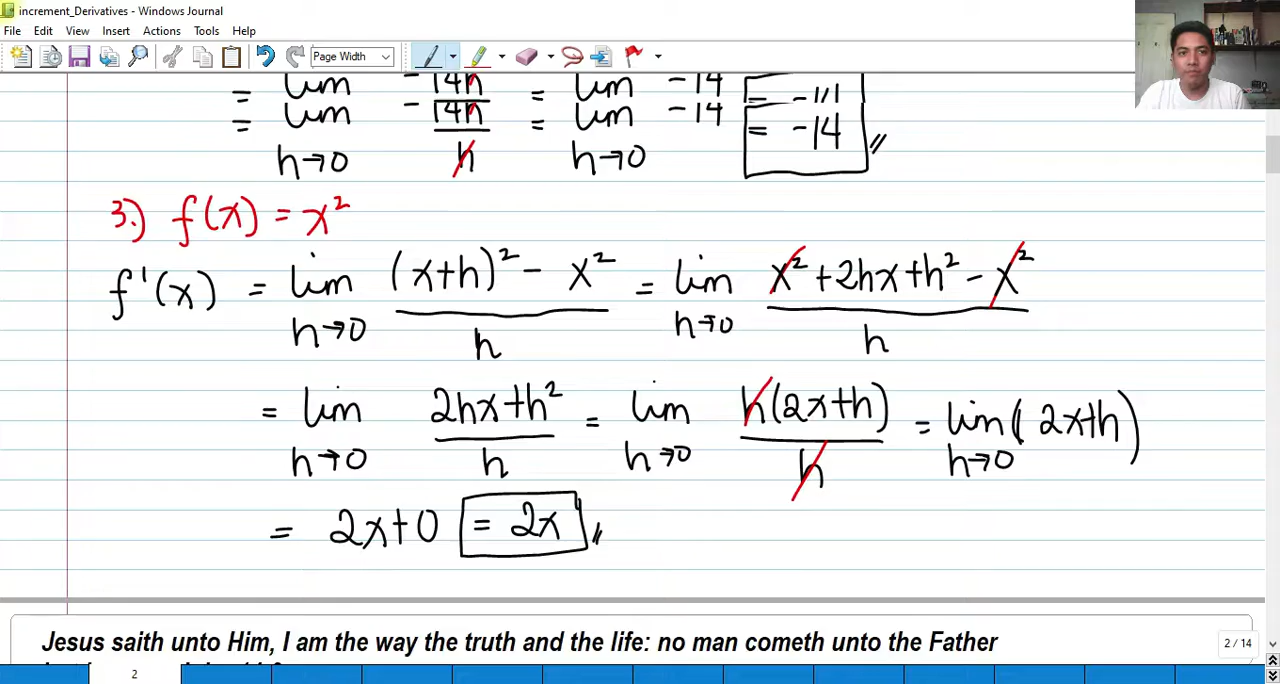 increment_Derivatives - Windows Journal
File Edit View Insert Actions Tools Help
Page Width
= lim -14h = lim -14
= lim -14h/h = lim -14 = -14
h→0 h→0
3.) f(x) = x²
f'(x) = lim (x+h)² - x² / h = lim x² + 2hx + h² - x² / h
h→0 h→0
= lim 2hx + h² / h = lim h(2x+h) / h = lim (2x+h)
h→0 h→0 h→0
= 2x+0 = 2x //
Jesus saith unto Him, I am the way the truth and the life: no man cometh unto the Father
2 / 14
2